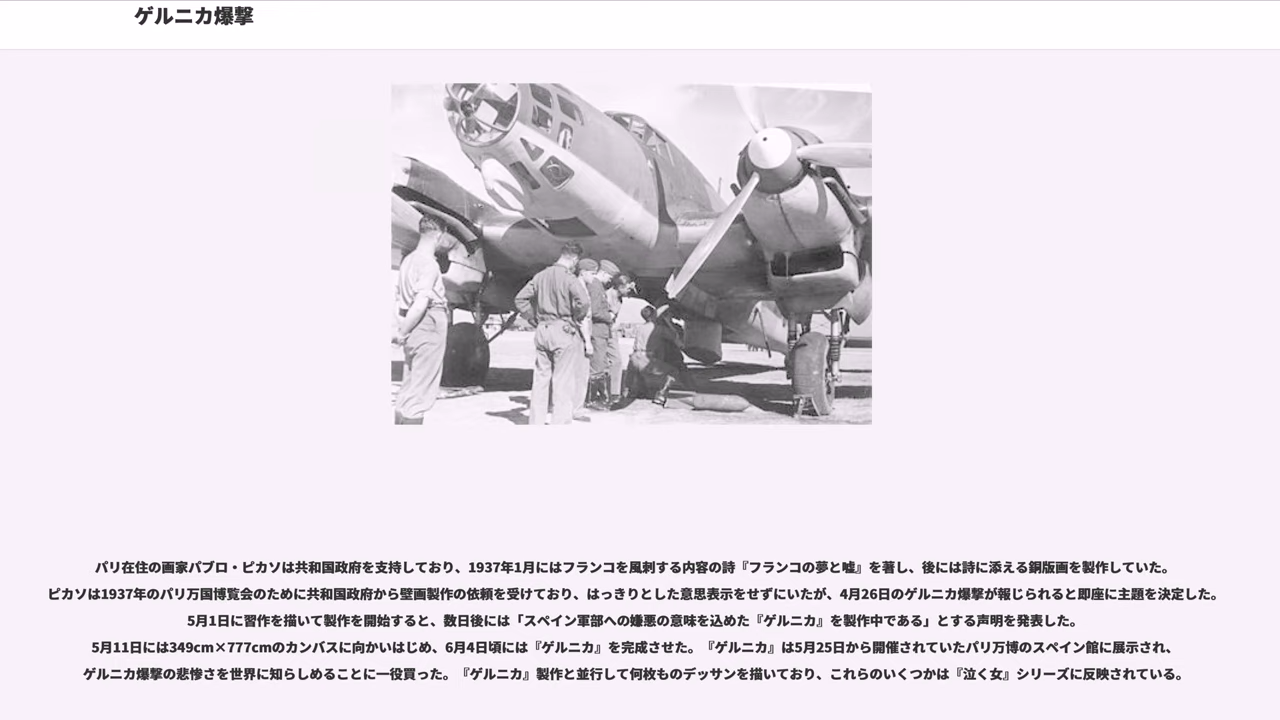 ゲルニカ爆撃
パリ在住の画家パブロ・ピカソは共和国政府を支持しており、1937年1月にはフランコを風刺する内容の詩『フランコの夢と嘘』を著し、後には詩に添える銅版画を製作していた。
ピカソは1937年のパリ万国博覧会のために共和国政府から壁画製作の依頼を受けており、はっきりとした意思表示をせずにいたが、4月26日のゲルニカ爆撃が報じられると即座に主題を決定した。
5月1日に習作を描いて製作を開始すると、数日後には「スペイン軍部への嫌悪の意味を込めた『ゲルニカ』を製作中である」とする声明を発表した。
5月11日には349cm×777cmのカンバスに向かいはじめ、6月4日頃には『ゲルニカ』を完成させた。『ゲルニカ』は5月25日から開催されていたパリ万博のスペイン館に展示され、
ゲルニカ爆撃の悲惨さを世界に知らしめることに一役買った。『ゲルニカ』製作と並行して何枚ものデッサンを描いており、これらのいくつかは『泣く女』シリーズに反映されている。